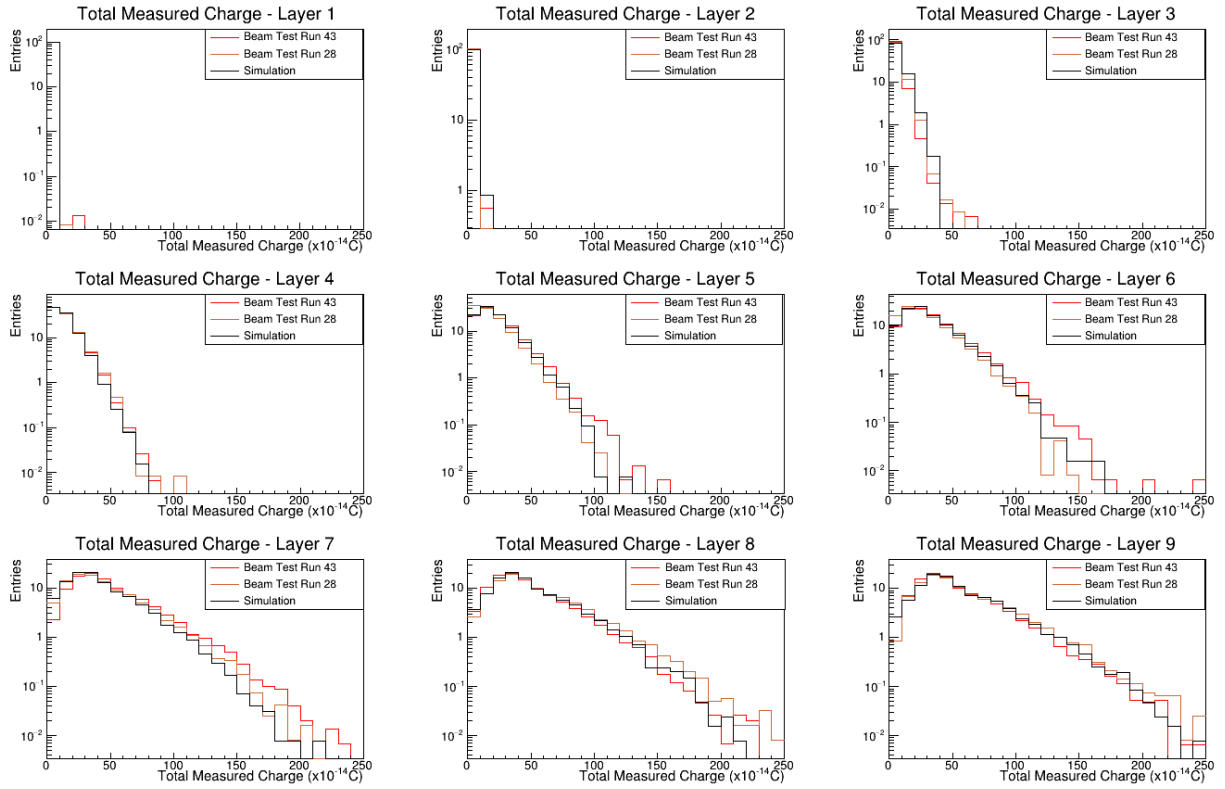 Total Measured Charge - Layer 1
Entries
Beam Test Run 43
Beam Test Run 28
Simulation
10²
10
1
10⁻¹
10⁻²
0 50 100 150 200 250
Total Measured Charge (x10⁻¹⁴C)
Total Measured Charge - Layer 2
Entries
Beam Test Run 43
Beam Test Run 28
Simulation
10²
10
1
0 50 100 150 200 250
Total Measured Charge (x10⁻¹⁴C)
Total Measured Charge - Layer 3
Entries
Beam Test Run 43
Beam Test Run 28
Simulation
10
1
10⁻¹
10⁻²
0 50 100 150 200 250
Total Measured Charge (x10⁻¹⁴C)
Total Measured Charge - Layer 4
Entries
Beam Test Run 43
Beam Test Run 28
Simulation
10
1
10⁻¹
10⁻²
0 50 100 150 200 250
Total Measured Charge (x10⁻¹⁴C)
Total Measured Charge - Layer 5
Entries
Beam Test Run 43
Beam Test Run 28
Simulation
10
1
10⁻¹
10⁻²
0 50 100 150 200 250
Total Measured Charge (x10⁻¹⁴C)
Total Measured Charge - Layer 6
Entries
Beam Test Run 43
Beam Test Run 28
Simulation
10
1
10⁻¹
10⁻²
0 50 100 150 200 250
Total Measured Charge (x10⁻¹⁴C)
Total Measured Charge - Layer 7
Entries
Beam Test Run 43
Beam Test Run 28
Simulation
10
1
10⁻¹
10⁻²
0 50 100 150 200 250
Total Measured Charge (x10⁻¹⁴C)
Total Measured Charge - Layer 8
Entries
Beam Test Run 43
Beam Test Run 28
Simulation
10
1
10⁻¹
10⁻²
0 50 100 150 200 250
Total Measured Charge (x10⁻¹⁴C)
Total Measured Charge - Layer 9
Entries
Beam Test Run 43
Beam Test Run 28
Simulation
10
1
10⁻¹
10⁻²
0 50 100 150 200 250
Total Measured Charge (x10⁻¹⁴C)